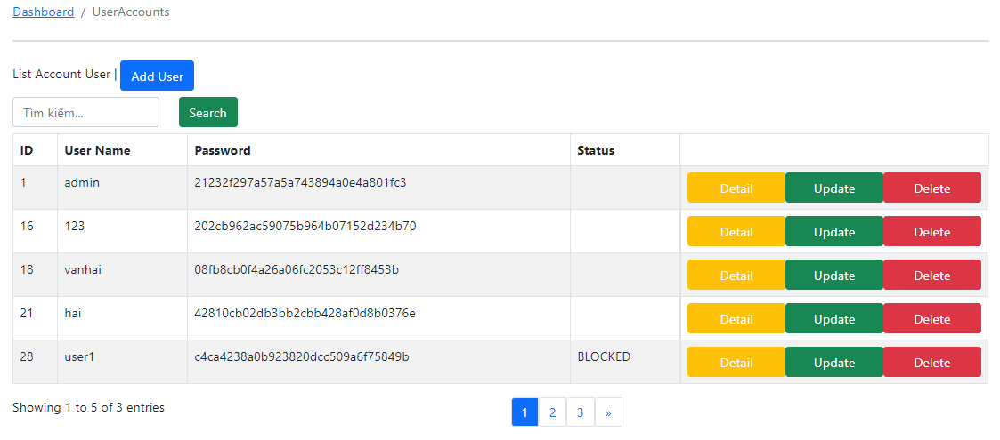 Dashboard / UserAccounts
List Account User | Add User
Tìm kiếm... Search
ID User Name Password Status
1 admin 21232f297a57a5a743894a0e4a801fc3 Detail Update Delete
16 123 202cb962ac59075b964b07152d234b70 Detail Update Delete
18 vanhai 08fb8cb0f4a26a06fc2053c12ff8453b Detail Update Delete
21 hai 42810cb02db3bb2cbb428af0d8b0376e Detail Update Delete
28 user1 c4ca4238a0b923820dcc509a6f75849b BLOCKED Detail Update Delete
Showing 1 to 5 of 3 entries 1 2 3 »